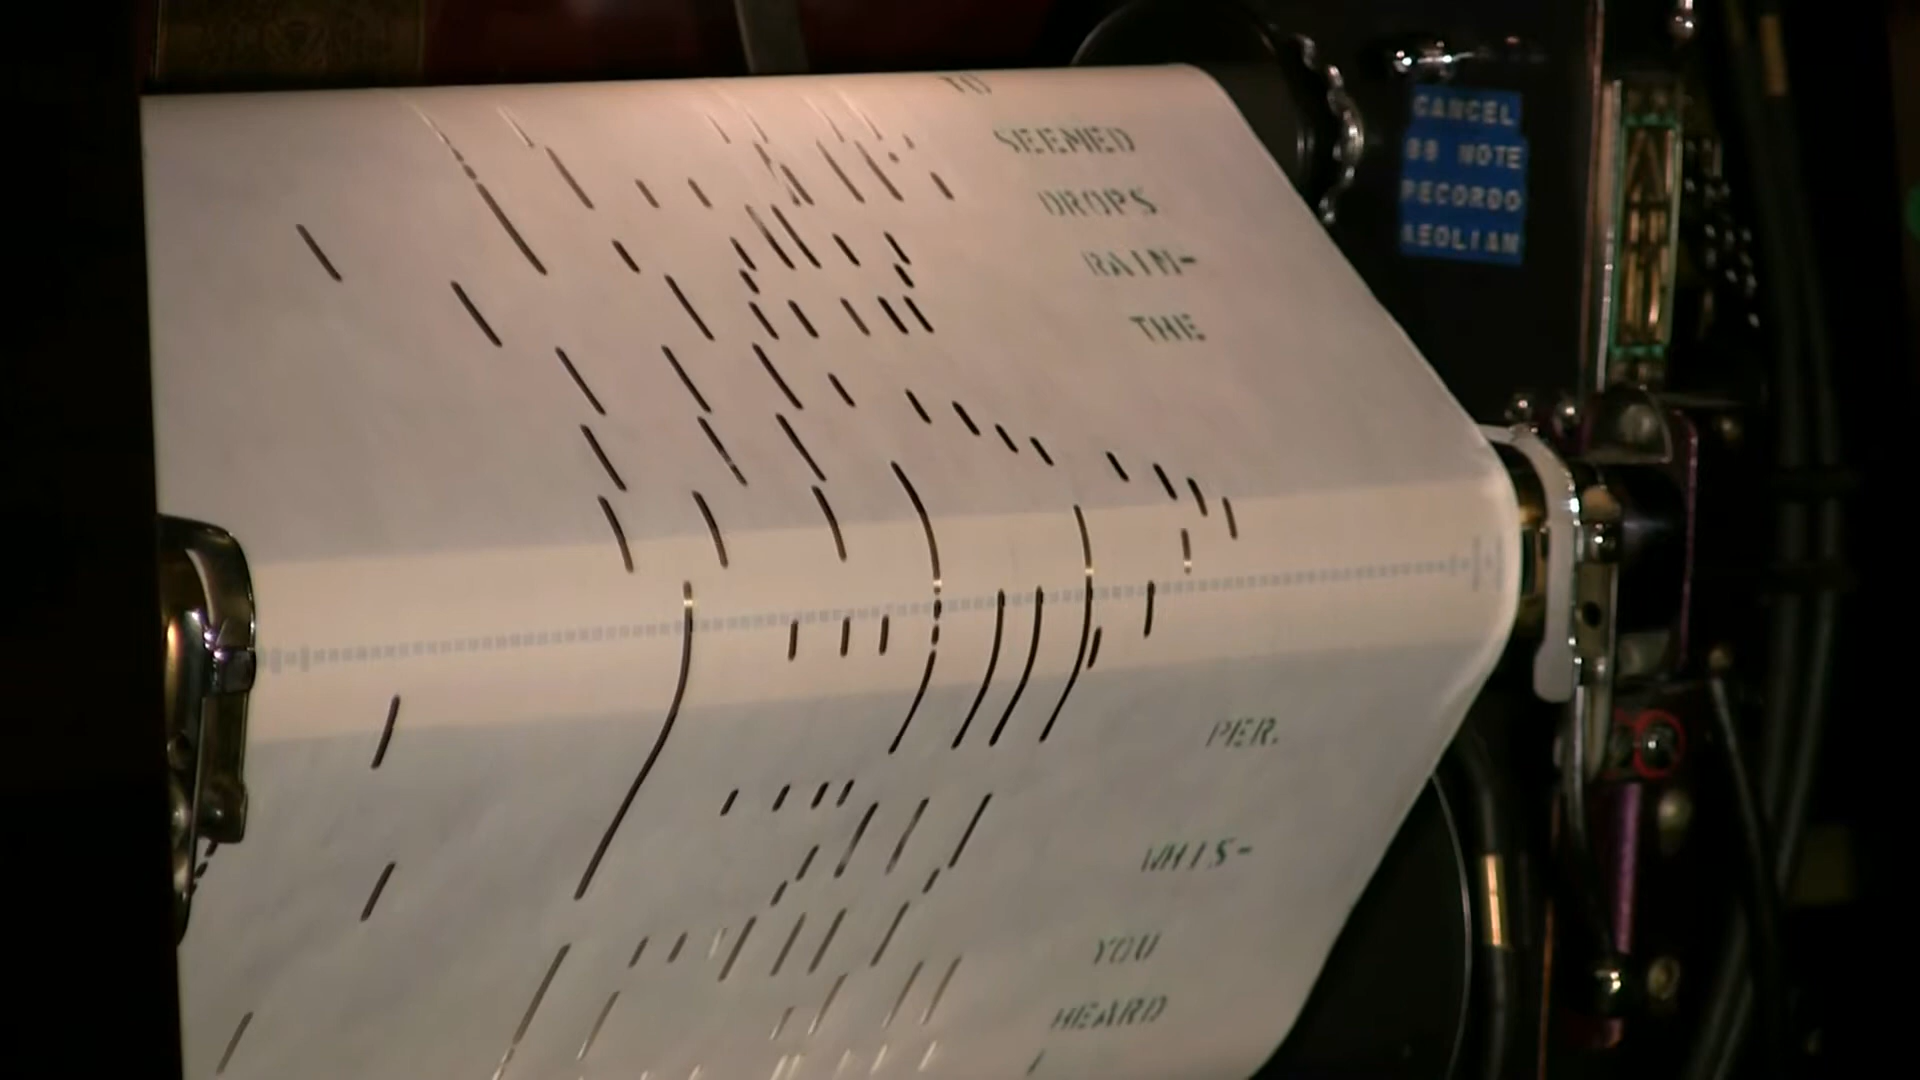 TO
SEEMED
DROPS
RAIN-
THE
PER.
WHIS-
YOU
HEARD
CANCEL
88 NOTE
RECORDO
AEOLIAN